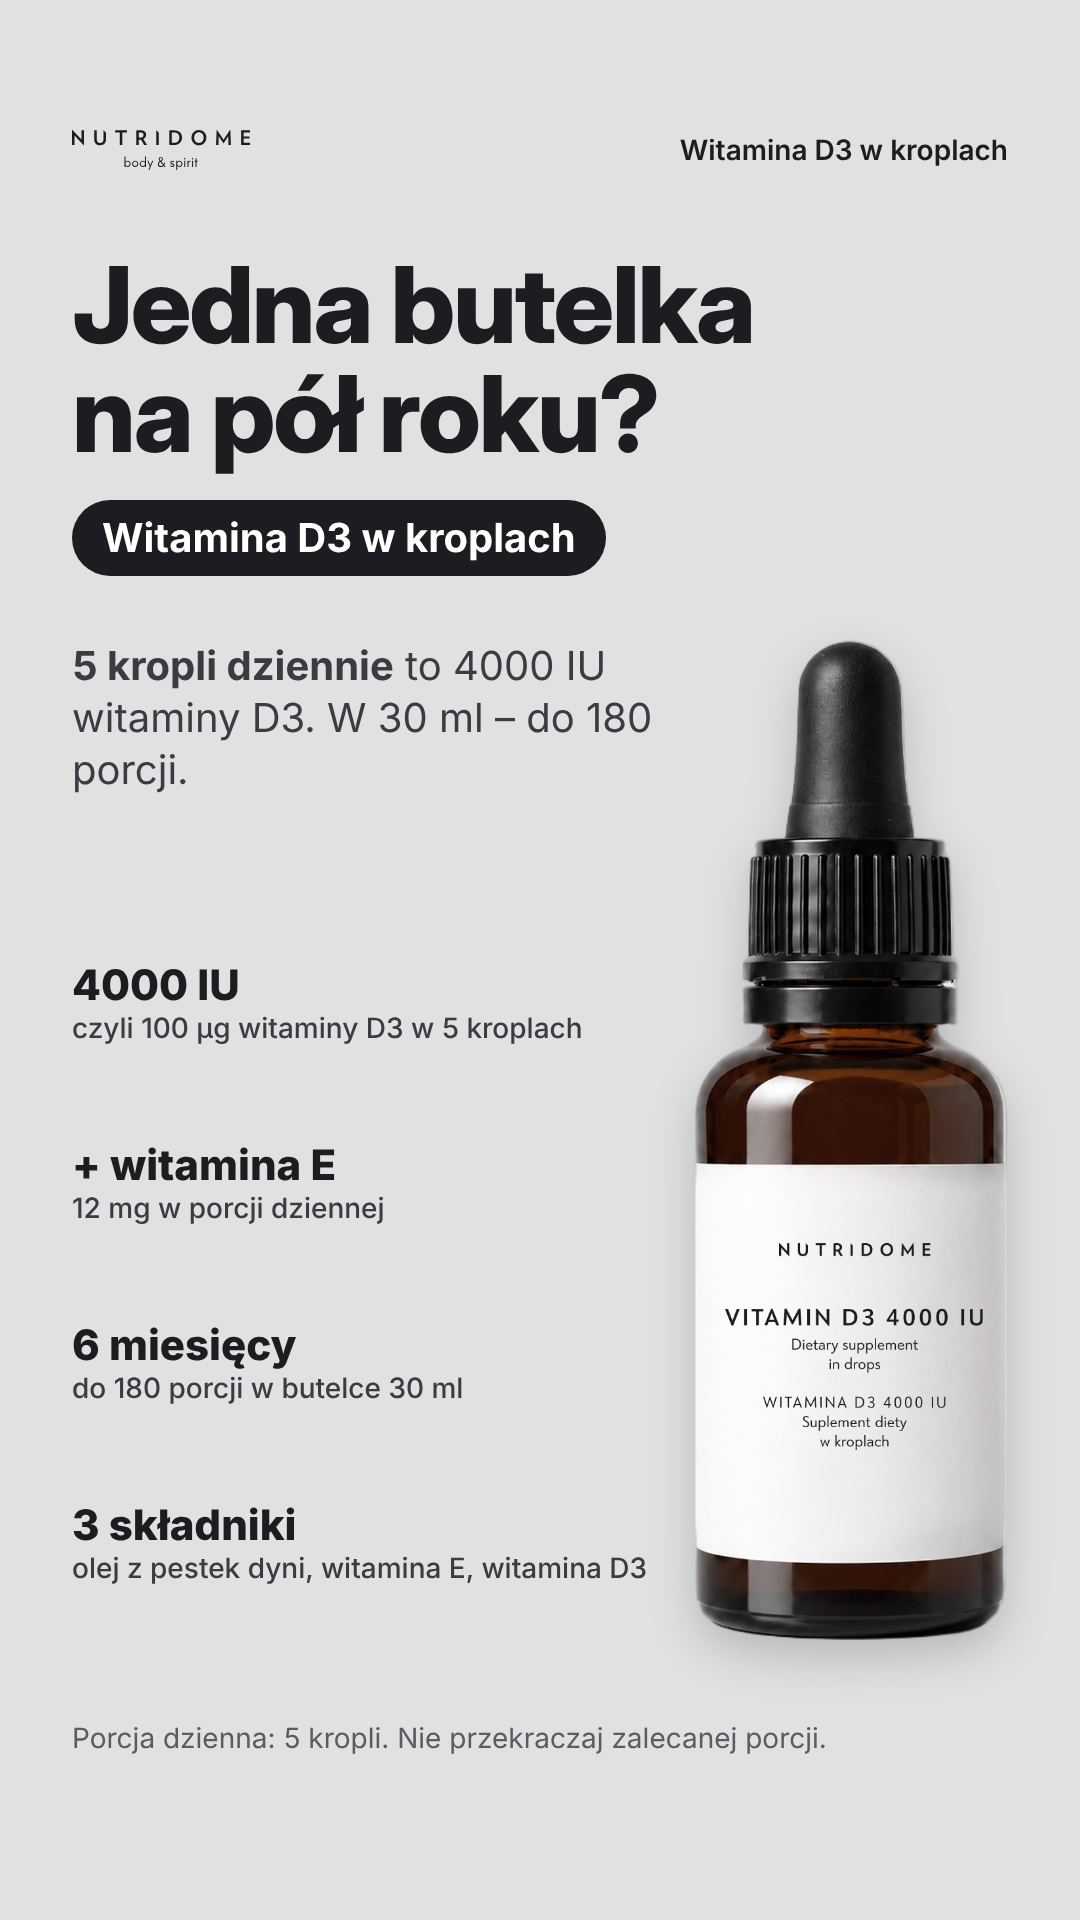 NUTRIDOME
body & spirit
Witamina D3 w kroplach
Jedna butelka
na pół roku?
Witamina D3 w kroplach
5 kropli dziennie to 4000 IU
witaminy D3. W 30 ml – do 180
porcji.
4000 IU
czyli 100 µg witaminy D3 w 5 kroplach
+ witamina E
12 mg w porcji dziennej
6 miesięcy
do 180 porcji w butelce 30 ml
3 składniki
olej z pestek dyni, witamina E, witamina D3
NUTRIDOME
VITAMIN D3 4000 IU
Dietary supplement
in drops
WITAMINA D3 4000 IU
Suplement diety
w kroplach
Porcja dzienna: 5 kropli. Nie przekraczaj zalecanej porcji.